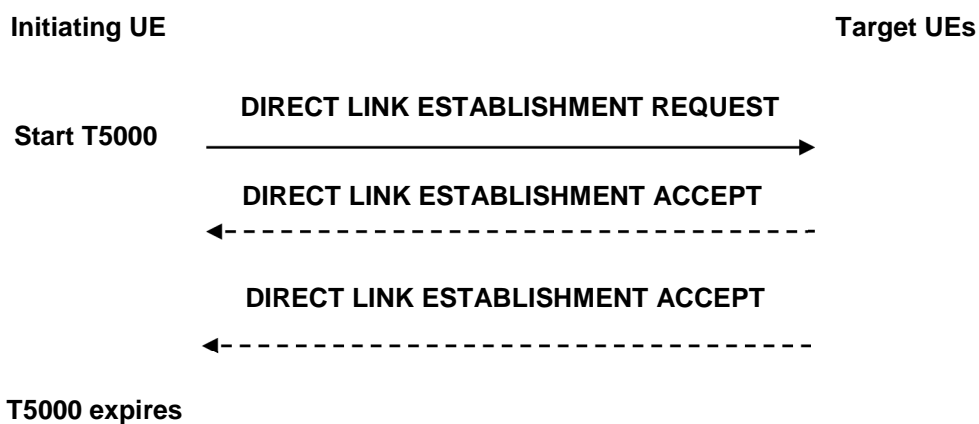 Initiating UE
Target UEs
DIRECT LINK ESTABLISHMENT REQUEST
Start T5000
DIRECT LINK ESTABLISHMENT ACCEPT
DIRECT LINK ESTABLISHMENT ACCEPT
T5000 expires